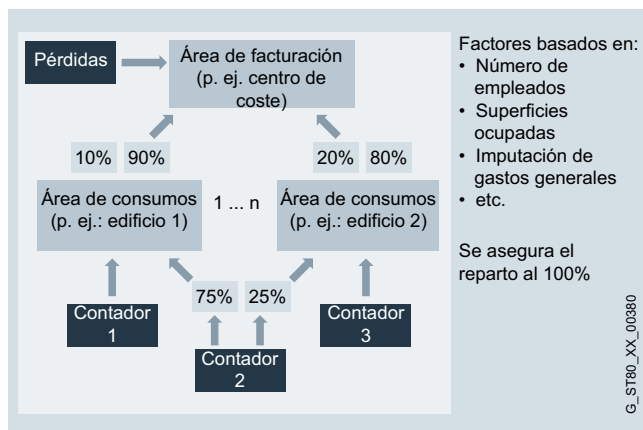 Pérdidas
Área de facturación
(p. ej. centro de
coste)
10%
90%
20%
80%
Área de consumos
(p. ej.: edificio 1)
1 ... n
Área de consumos
(p. ej.: edificio 2)
75%
25%
Contador
1
Contador
2
Contador
3
Factores basados en:
• Número de
empleados
• Superficies
ocupadas
• Imputación de
gastos generales
• etc.
Se asegura el
reparto al 100%
G_ST80_XX_00380